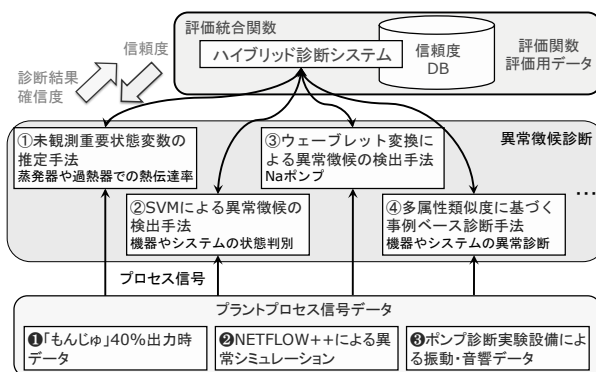 評価統合関数
ハイブリッド診断システム
信頼度
DB
評価関数
評価用データ
信頼度
診断結果
確信度
異常徴候診断
①未観測重要状態変数の
推定手法
蒸発器や過熱器での熱伝達率
③ウェーブレット変換に
よる異常徴候の検出手法
Naポンプ
②SVMによる異常徴候の
検出手法
機器やシステムの状態判別
④多属性類似度に基づく
事例ベース診断手法
機器やシステムの異常診断
…
プロセス信号
プラントプロセス信号データ
❶「もんじゅ」40%出力時
データ
❷NETFLOW++による異
常シミュレーション
❸ポンプ診断実験設備によ
る振動・音響データ